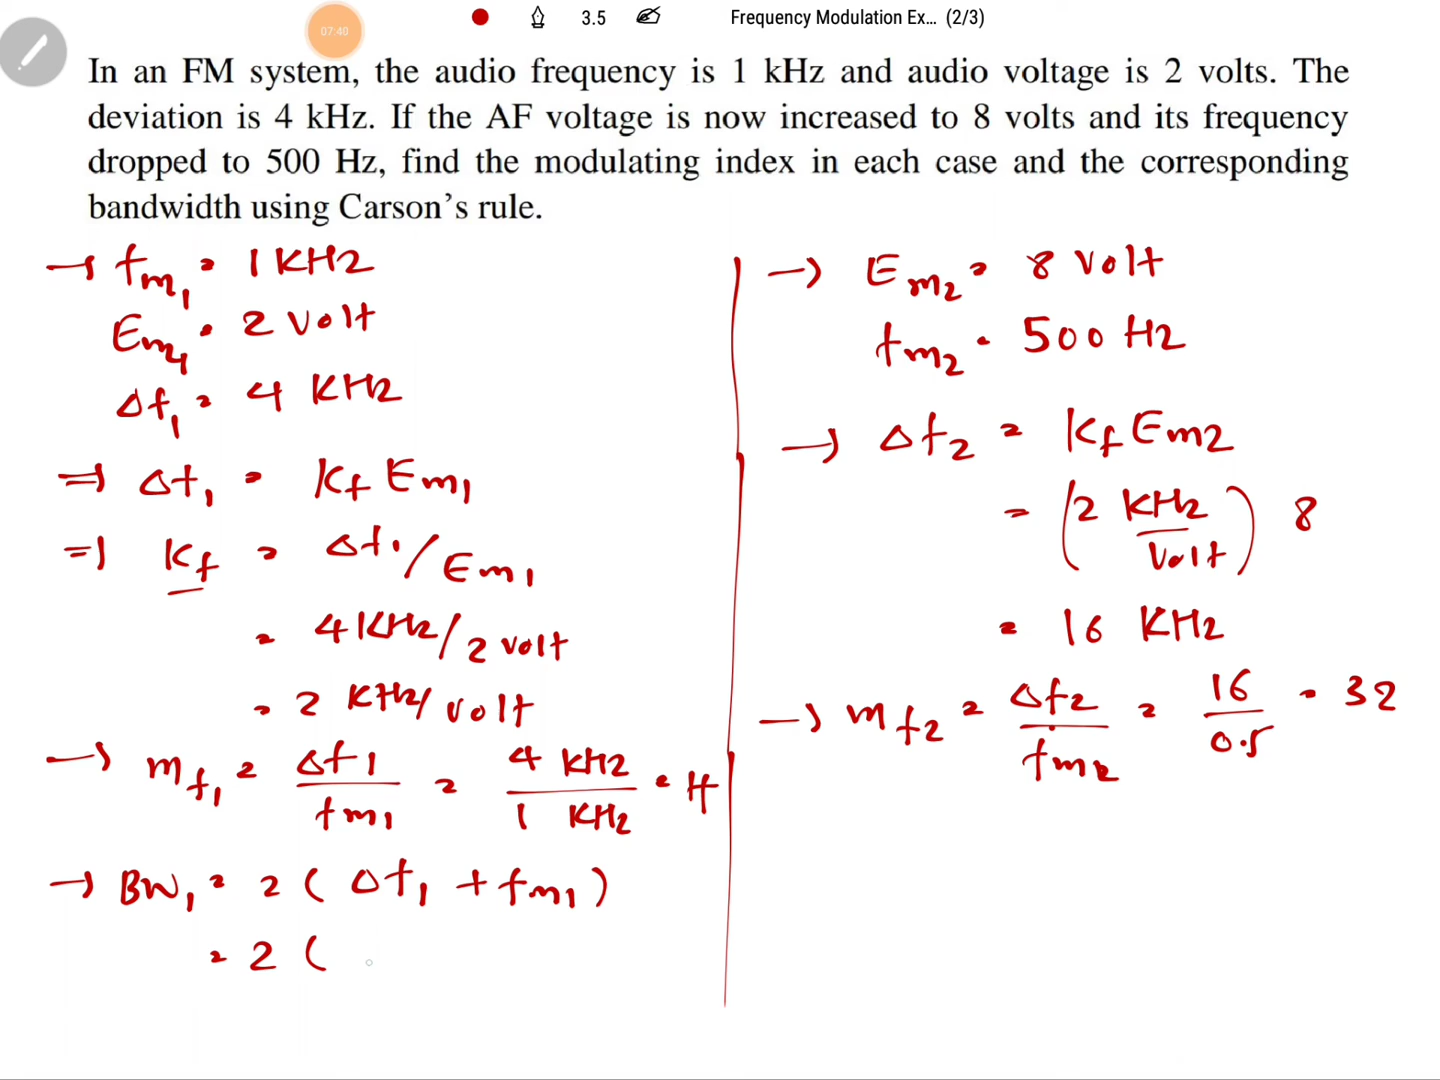 3.5 Frequency Modulation Ex... (2/3)
07:40
In an FM system, the audio frequency is 1 kHz and audio voltage is 2 volts. The
deviation is 4 kHz. If the AF voltage is now increased to 8 volts and its frequency
dropped to 500 Hz, find the modulating index in each case and the corresponding
bandwidth using Carson’s rule.
→ fm1 = 1 KHz
Em1 = 2 volt
Δf1 = 4 KHz
⇒ Δf1 = Kf Em1
⇒ Kf = Δf1/Em1
= 4KHz/2 volt
= 2 KHz/volt
→ mf1 = Δf1/fm1 = 4 KHz/1 KHz = 4
→ BW1 = 2 ( Δf1 + fm1 )
= 2 (
→ Em2 = 8 volt
fm2 = 500 Hz
→ Δf2 = Kf Em2
= (2 KHz/Volt) 8
= 16 KHz
→ mf2 = Δf2/fm2 = 16/0.5 = 32